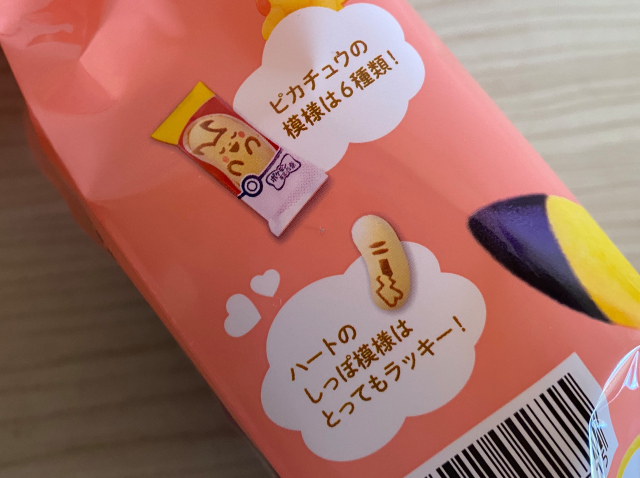 ピカチュウの
模様は6種類!
ハートの
しっぽ模様は
とってもラッキー!